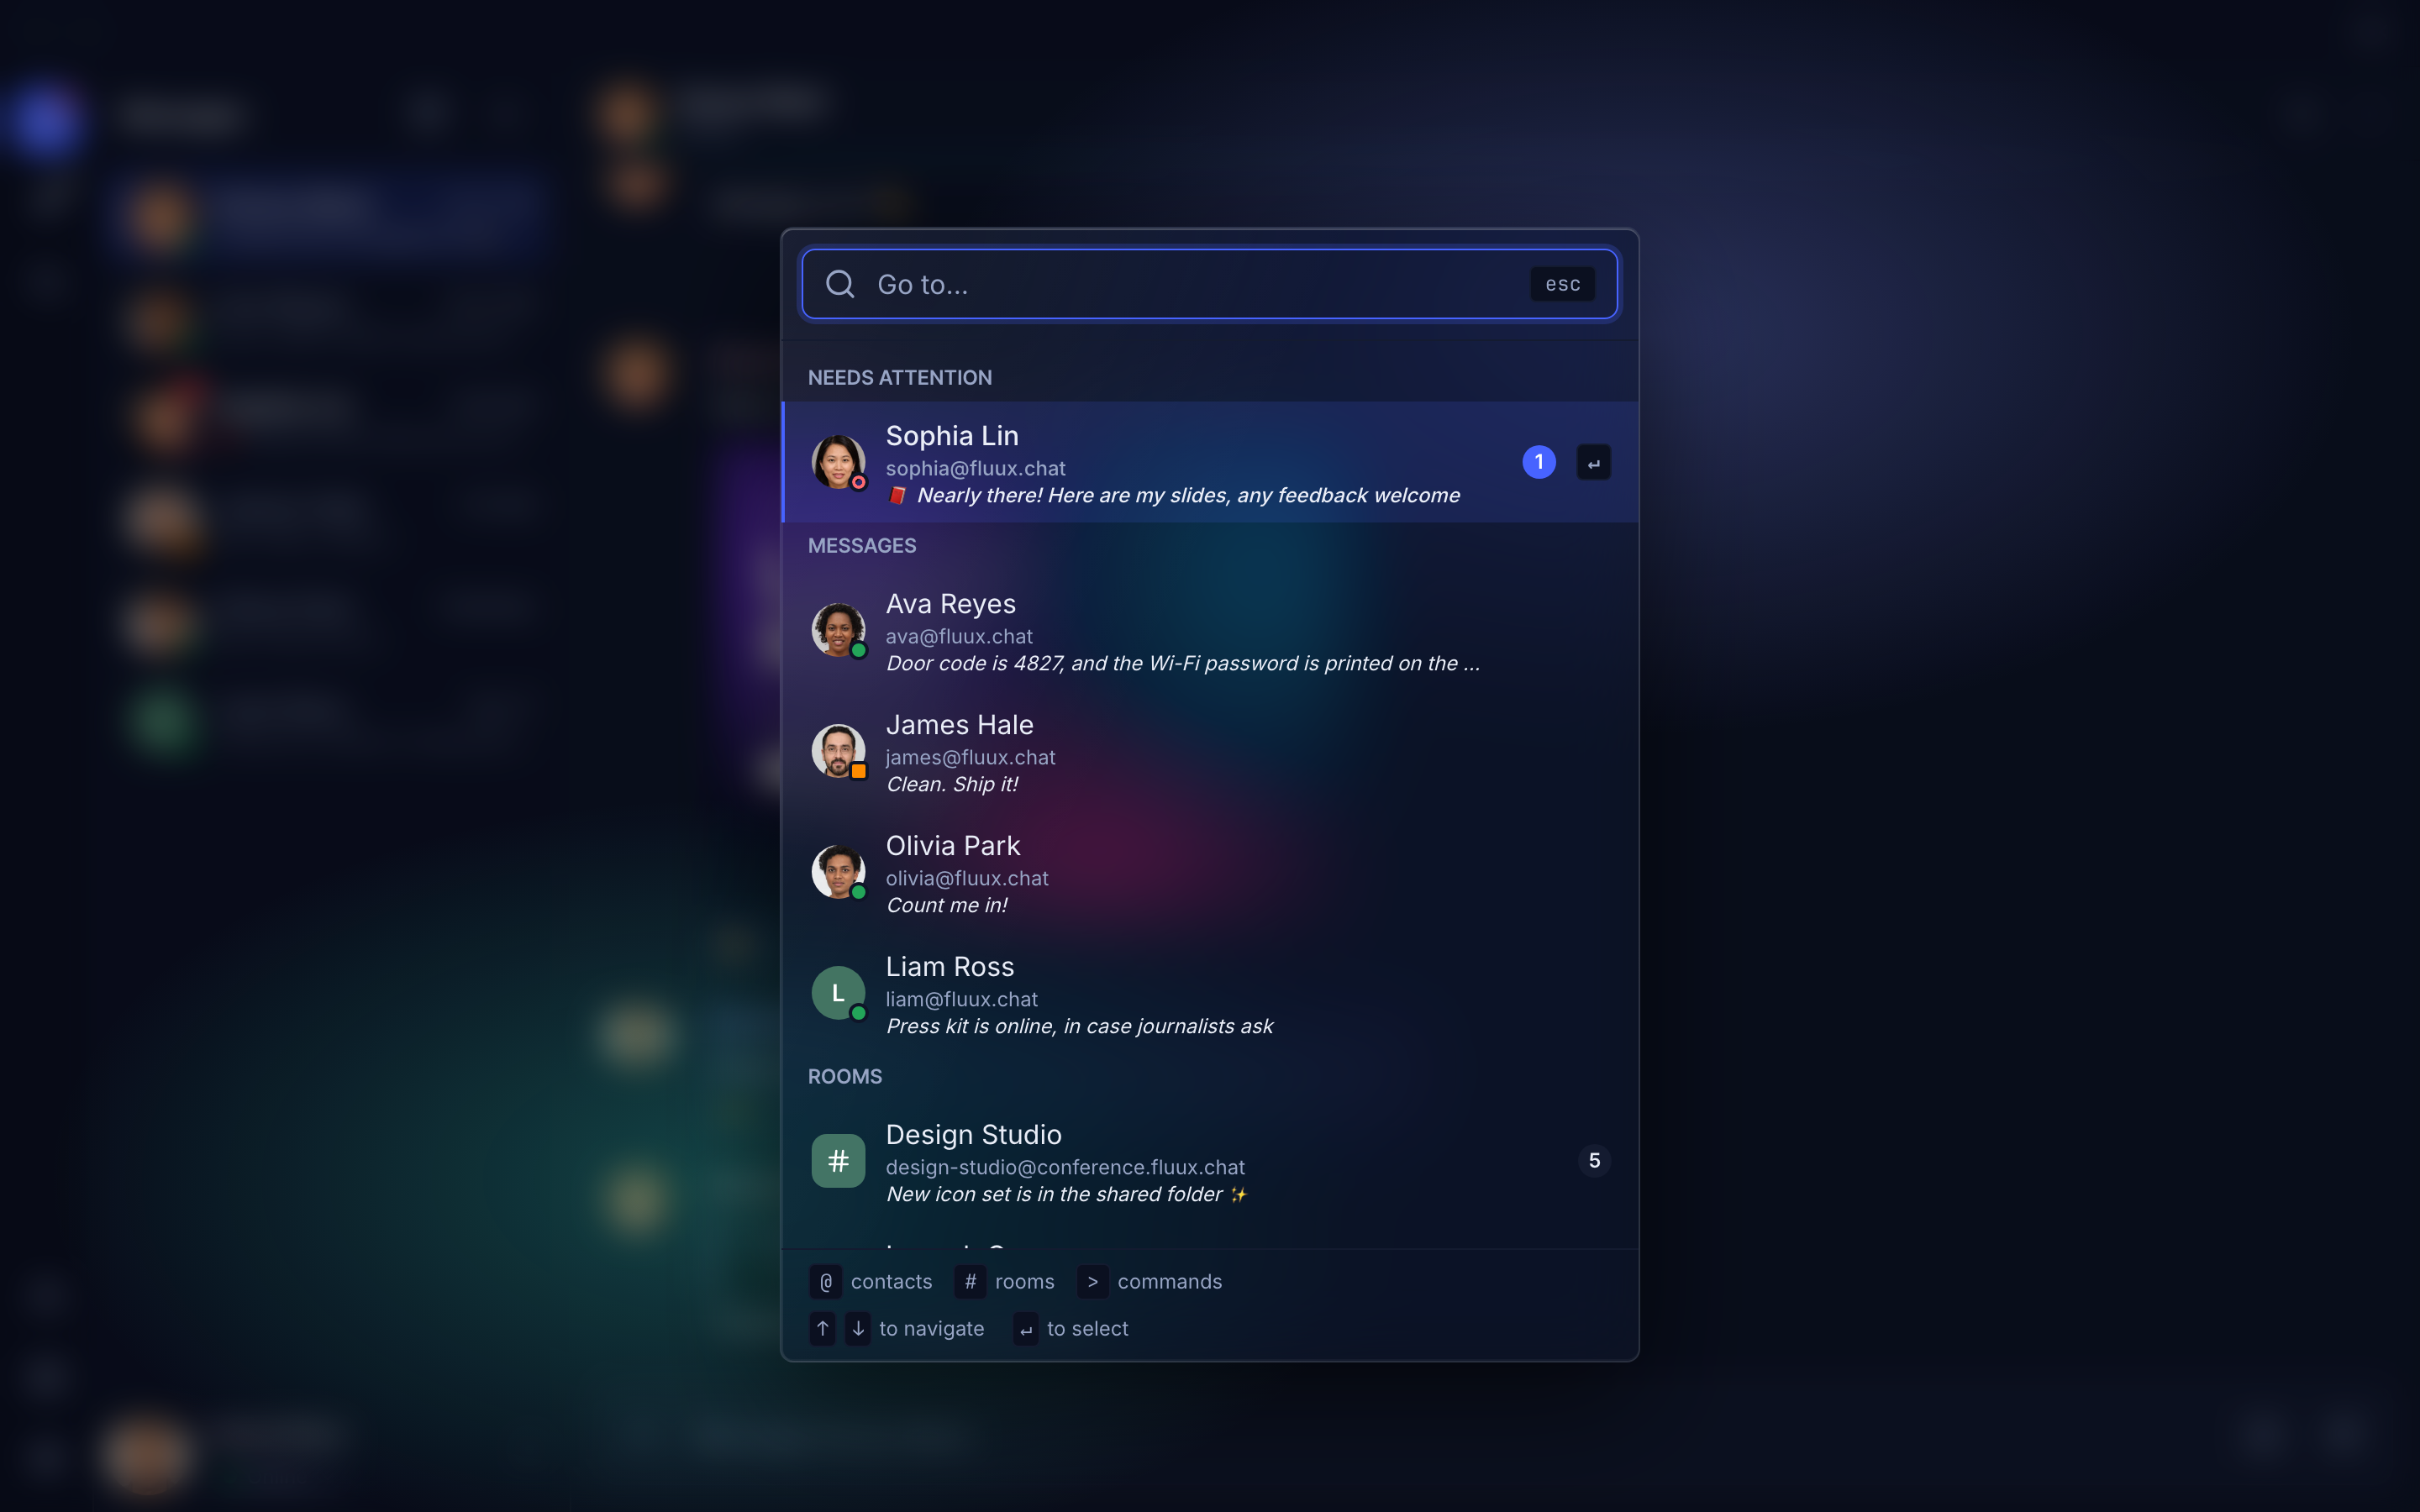 Go to...
esc
NEEDS ATTENTION
Sophia Lin
sophia@fluux.chat
📕 Nearly there! Here are my slides, any feedback welcome
1 ↵
MESSAGES
Ava Reyes
ava@fluux.chat
Door code is 4827, and the Wi-Fi password is printed on the ...
James Hale
james@fluux.chat
Clean. Ship it!
Olivia Park
olivia@fluux.chat
Count me in!
L
Liam Ross
liam@fluux.chat
Press kit is online, in case journalists ask
ROOMS
#
Design Studio
design-studio@conference.fluux.chat
New icon set is in the shared folder ✨
5
@ contacts # rooms > commands
↑ ↓ to navigate ↵ to select